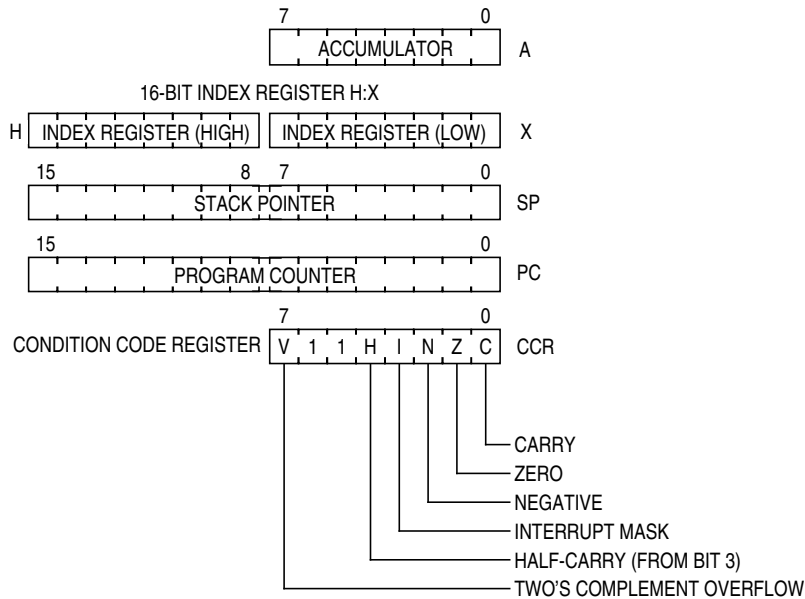 7 0
ACCUMULATOR A
16-BIT INDEX REGISTER H:X
H INDEX REGISTER (HIGH) INDEX REGISTER (LOW) X
15 8 7 0
STACK POINTER SP
15 0
PROGRAM COUNTER PC
7 0
CONDITION CODE REGISTER V 1 1 H I N Z C CCR
CARRY
ZERO
NEGATIVE
INTERRUPT MASK
HALF-CARRY (FROM BIT 3)
TWO'S COMPLEMENT OVERFLOW